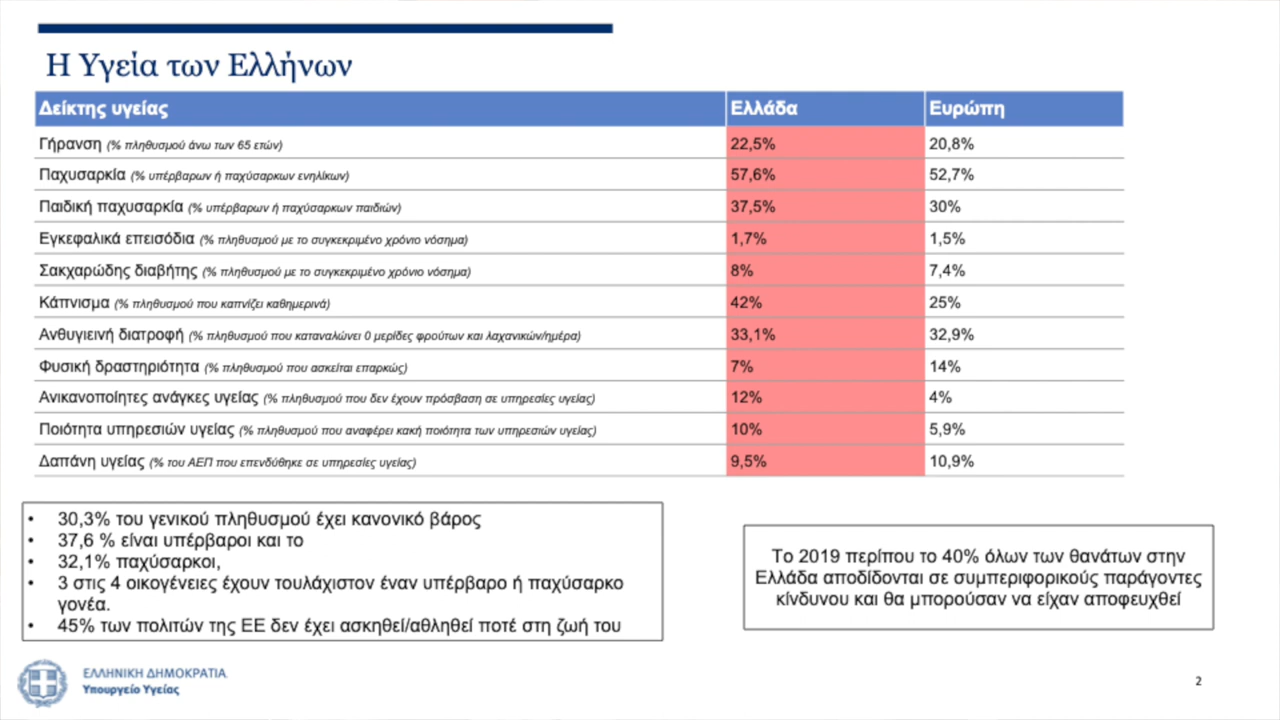 Η Υγεία των Ελλήνων
Δείκτης υγείας Ελλάδα Ευρώπη
Γήρανση (% πληθυσμού άνω των 65 ετών) 22,5% 20,8%
Παχυσαρκία (% υπέρβαρων ή παχύσαρκων ενηλίκων) 57,6% 52,7%
Παιδική παχυσαρκία (% υπέρβαρων ή παχύσαρκων παιδιών) 37,5% 30%
Εγκεφαλικά επεισόδια (% πληθυσμού με το συγκεκριμένο χρόνιο νόσημα) 1,7% 1,5%
Σακχαρώδης διαβήτης (% πληθυσμού με το συγκεκριμένο χρόνιο νόσημα) 8% 7,4%
Κάπνισμα (% πληθυσμού που καπνίζει καθημερινά) 42% 25%
Ανθυγιεινή διατροφή (% πληθυσμού που καταναλώνει 0 μερίδες φρούτων και λαχανικών/ημέρα) 33,1% 32,9%
Φυσική δραστηριότητα (% πληθυσμού που ασκείται επαρκώς) 7% 14%
Ανικανοποίητες ανάγκες υγείας (% πληθυσμού που δεν έχουν πρόσβαση σε υπηρεσίες υγείας) 12% 4%
Ποιότητα υπηρεσιών υγείας (% πληθυσμού που αναφέρει κακή ποιότητα των υπηρεσιών υγείας) 10% 5,9%
Δαπάνη υγείας (% του ΑΕΠ που επενδύθηκε σε υπηρεσίες υγείας) 9,5% 10,9%
• 30,3% του γενικού πληθυσμού έχει κανονικό βάρος
• 37,6 % είναι υπέρβαροι και το
• 32,1% παχύσαρκοι,
• 3 στις 4 οικογένειες έχουν τουλάχιστον έναν υπέρβαρο ή παχύσαρκο
γονέα.
• 45% των πολιτών της ΕΕ δεν έχει ασκηθεί/αθληθεί ποτέ στη ζωή του
Το 2019 περίπου το 40% όλων των θανάτων στην
Ελλάδα αποδίδονται σε συμπεριφορικούς παράγοντες
κίνδυνου και θα μπορούσαν να είχαν αποφευχθεί
ΕΛΛΗΝΙΚΗ ΔΗΜΟΚΡΑΤΙΑ
Υπουργείο Υγείας
2